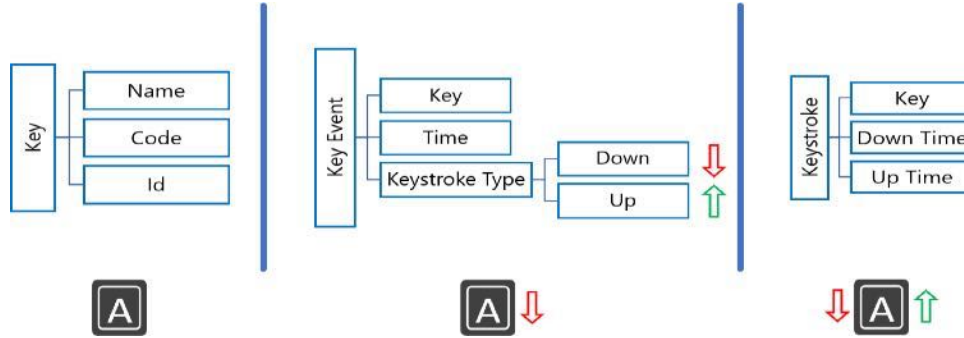 Key
Name
Code
Id
A
Key Event
Key
Time
Keystroke Type
Down
Up
A
Keystroke
Key
Down Time
Up Time
A